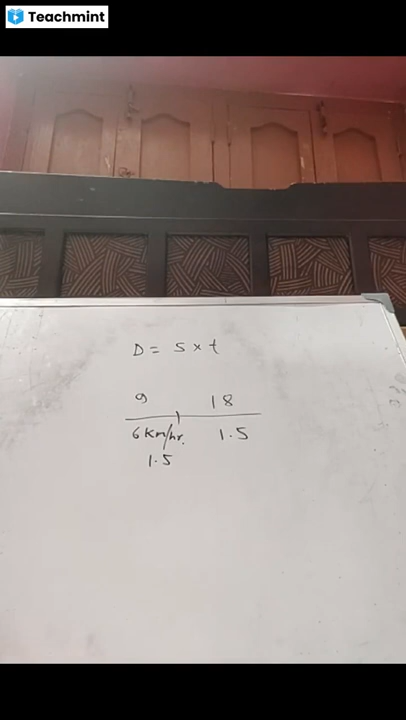 Teachmint
D = S × t
9 18
6 km/hr. 1.5
1.5